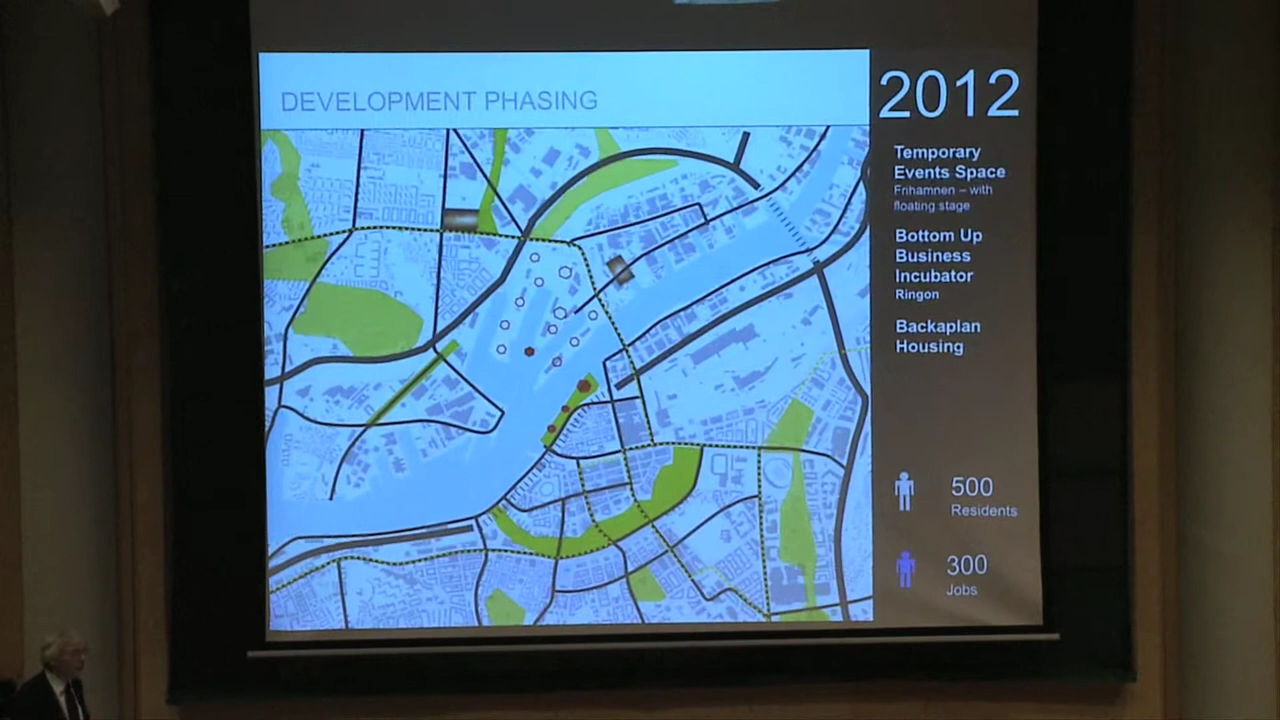 DEVELOPMENT PHASING
2012
Temporary
Events Space
Frihamnen – with
floating stage
Bottom Up
Business
Incubator
Ringon
Backaplan
Housing
500
Residents
300
Jobs